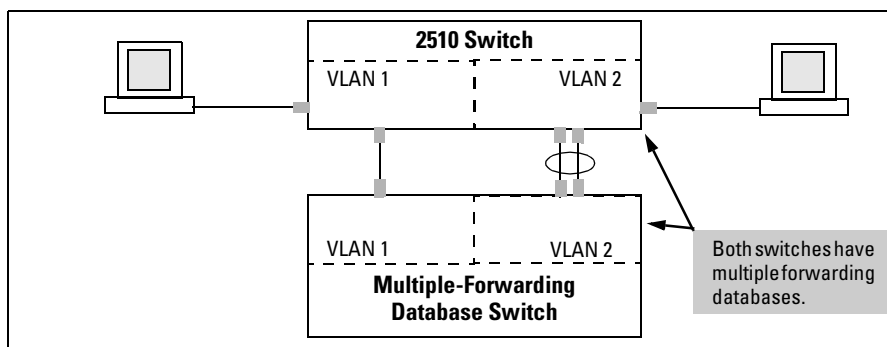 2510 Switch
VLAN 1
VLAN 2
VLAN 1
VLAN 2
Multiple-Forwarding
Database Switch
Both switches have
multiple forwarding
databases.